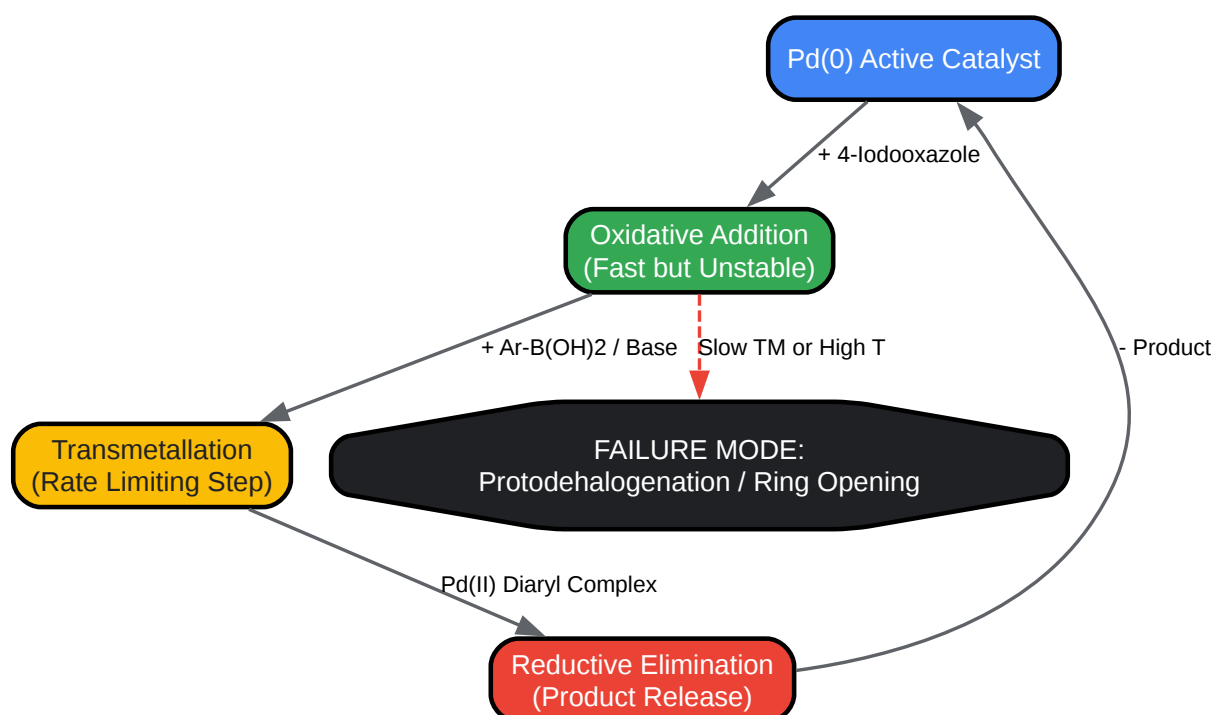 Pd(0) Active Catalyst
+ 4-Iodooxazole
Oxidative Addition
(Fast but Unstable)
+ Ar-B(OH)2 / Base
Slow TM or High T
- Product
Transmetallation
(Rate Limiting Step)
FAILURE MODE:
Protodehalogenation / Ring Opening
Pd(II) Diaryl Complex
Reductive Elimination
(Product Release)